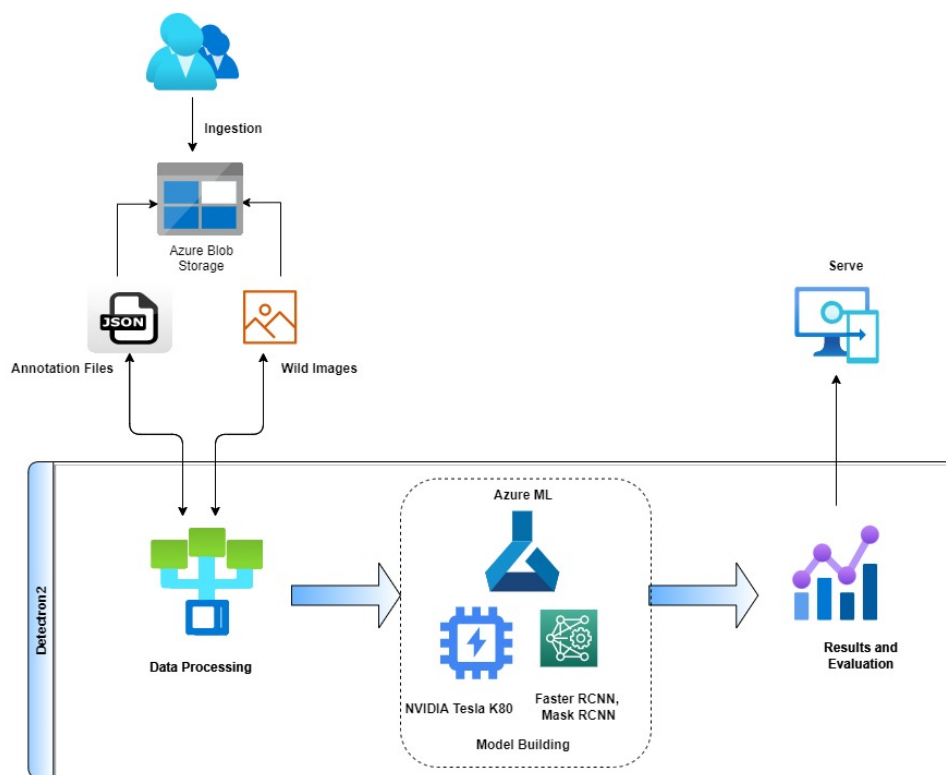 Ingestion
Azure Blob
Storage
JSON
Annotation Files
Wild Images
Serve
Detectron2
Data Processing
Azure ML
NVIDIA Tesla K80
Faster RCNN,
Mask RCNN
Model Building
Results and
Evaluation